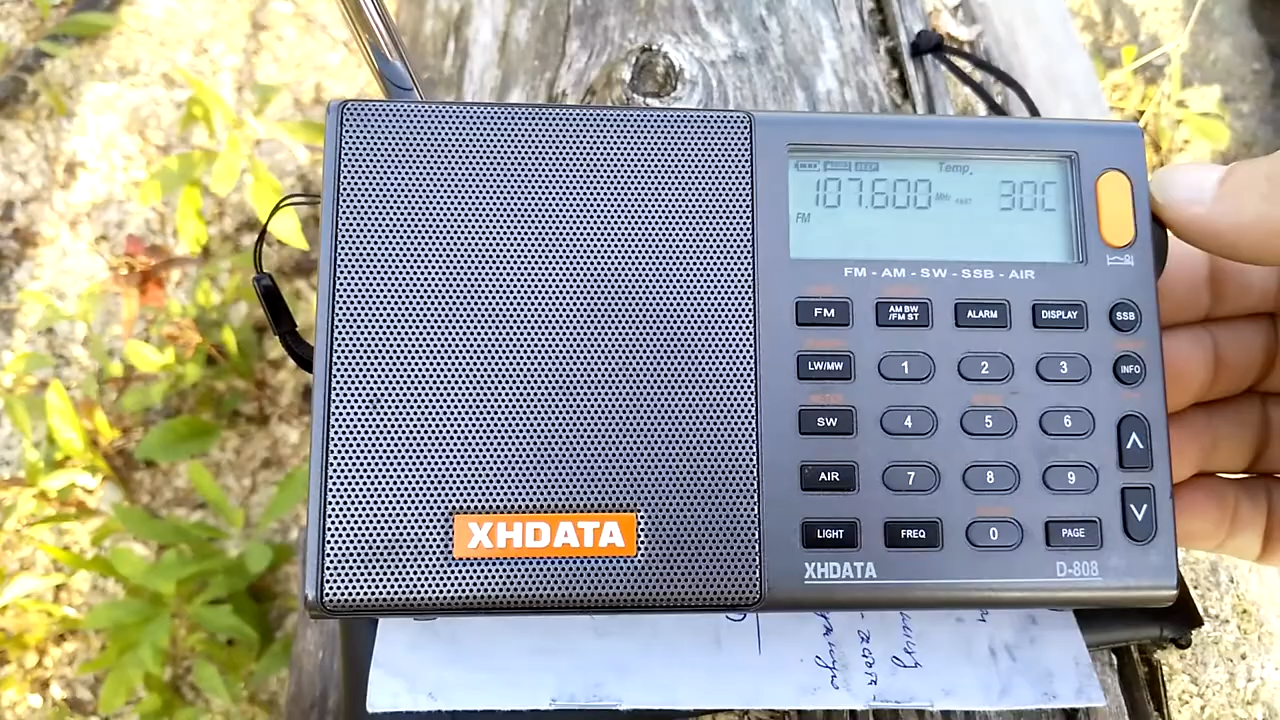 Temp.
107.600 MHz FAST 30C
FM
FM - AM - SW - SSB - AIR
FM AM BW /FM ST ALARM DISPLAY SSB
LW/MW 1 2 3 INFO
SW 4 5 6
AIR 7 8 9
LIGHT FREQ 0 PAGE
XHDATA D-808
XHDATA